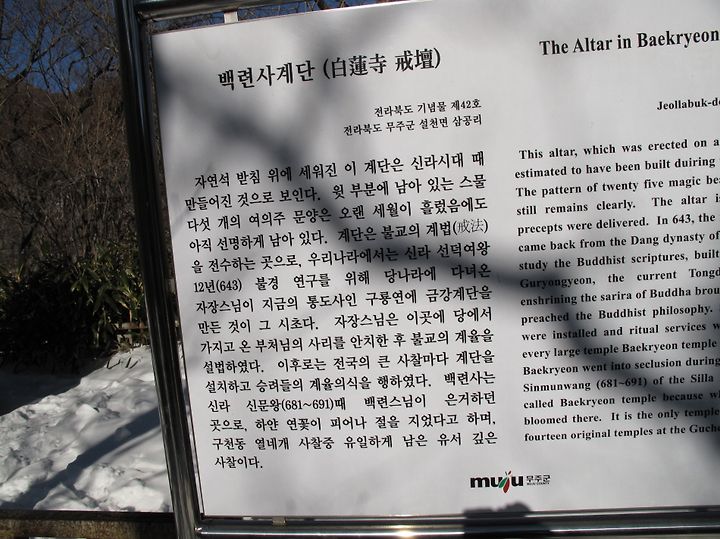 백련사계단 (白蓮寺 戒壇)
전라북도 기념물 제42호
전라북도 무주군 설천면 삼공리
자연석 받침 위에 세워진 이 계단은 신라시대 때
만들어진 것으로 보인다. 윗 부분에 남아 있는 스물
다섯 개의 여의주 문양은 오랜 세월이 흘렀음에도
아직 선명하게 남아 있다. 계단은 불교의 계법(戒法)
을 전수하는 곳으로, 우리나라에서는 신라 선덕여왕
12년(643) 불경 연구를 위해 당나라에 다녀온
자장스님이 지금의 통도사인 구룡연에 금강계단을
만든 것이 그 시초다. 자장스님은 이곳에 당에서
가지고 온 부처님의 사리를 안치한 후 불교의 계율을
설법하였다. 이후로는 전국의 큰 사찰마다 계단을
설치하고 승려들의 계율의식을 행하였다. 백련사는
신라 신문왕(681~691)때 백련스님이 은거하던
곳으로, 하얀 연꽃이 피어나 절을 지었다고 하며,
구천동 열네개 사찰중 유일하게 남은 유서 깊은
사찰이다.
The Altar in Baekryeon
Jeollabuk-d
This altar, which was erected on a
estimated to have been built duiring
The pattern of twenty five magic be
still remains clearly. The altar is
precepts were delivered. In 643, the
came back from the Dang dynasty of
study the Buddhist scriptures, built
Guryongyeon, the current Tongd
enshrining the sarira of Buddha brou
preached the Buddhist philosophy.
were installed and ritual services w
every large temple Baekryeon temple
Baekryeon went into seclusion during
Sinmunwang (681~691) of the Silla
called Baekryeon temple because w
bloomed there. It is the only temple
fourteen original temples at the Guch
muju 무주군